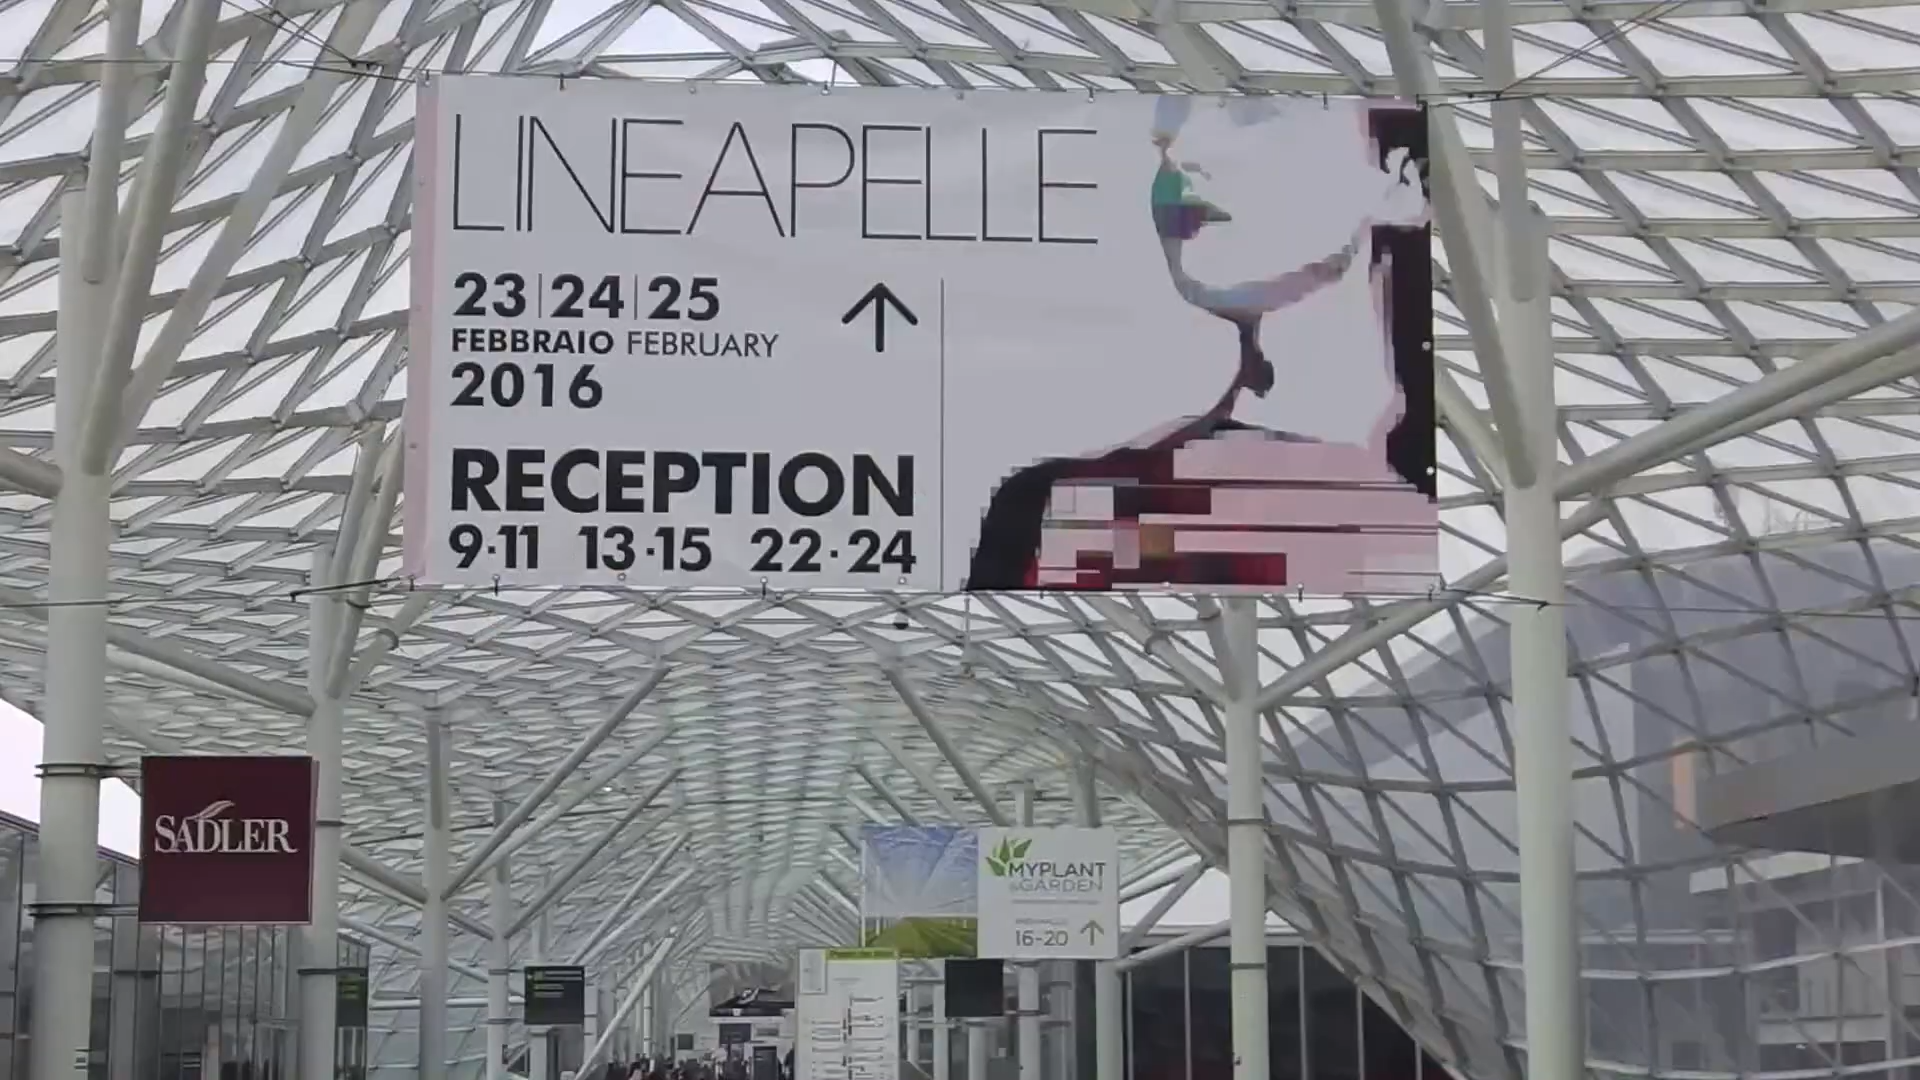 LINEAPELLE
23|24|25
FEBBRAIO FEBRUARY
2016
RECEPTION
9·11 13·15 22·24
SADLER
MYPLANT
&GARDEN
16-20